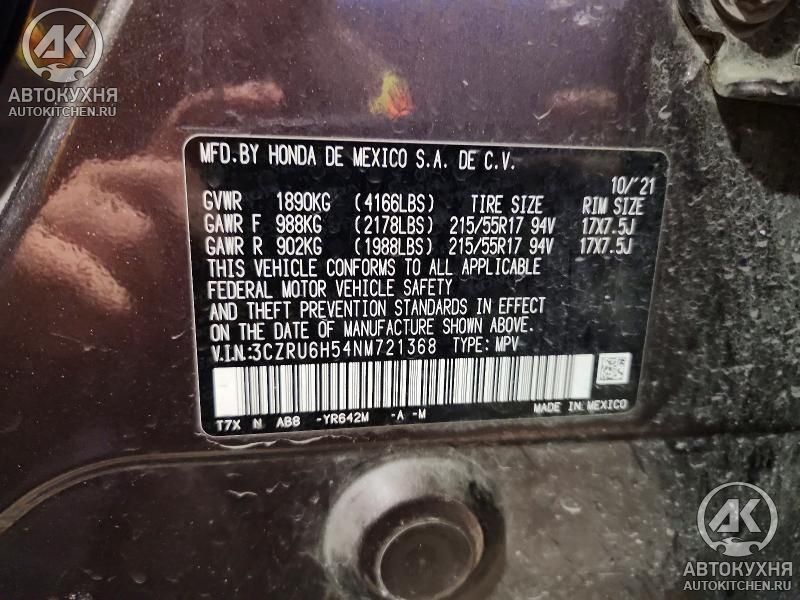 AK
АВТОКУХНЯ
AUTOKITCHEN.RU
MFD.BY HONDA DE MEXICO S.A. DE C.V.
10/'21
GVWR 1890KG (4166LBS) TIRE SIZE RIM SIZE
GAWR F 988KG (2178LBS) 215/55R17 94V 17X7.5J
GAWR R 902KG (1988LBS) 215/55R17 94V 17X7.5J
THIS VEHICLE CONFORMS TO ALL APPLICABLE
FEDERAL MOTOR VEHICLE SAFETY
AND THEFT PREVENTION STANDARDS IN EFFECT
ON THE DATE OF MANUFACTURE SHOWN ABOVE.
V.I.N:3CZRU6H54NM721368 TYPE: MPV
T7X N AB8 -YR642M -A -M MADE IN MEXICO
AK
АВТОКУХНЯ
AUTOKITCHEN.RU